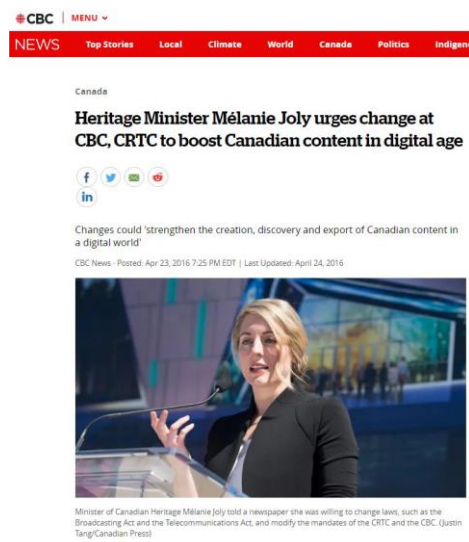 CBC MENU
NEWS Top Stories Local Climate World Canada Politics Indigen
Canada
Heritage Minister Mélanie Joly urges change at
CBC, CRTC to boost Canadian content in digital age
f
in
Changes could 'strengthen the creation, discovery and export of Canadian content in
a digital world'
CBC News · Posted: Apr 23, 2016 7:25 PM EDT | Last Updated: April 24, 2016
Minister of Canadian Heritage Mélanie Joly told a newspaper she was willing to change laws, such as the
Broadcasting Act and the Telecommunications Act, and modify the mandates of the CRTC and the CBC. (Justin
Tang/Canadian Press)